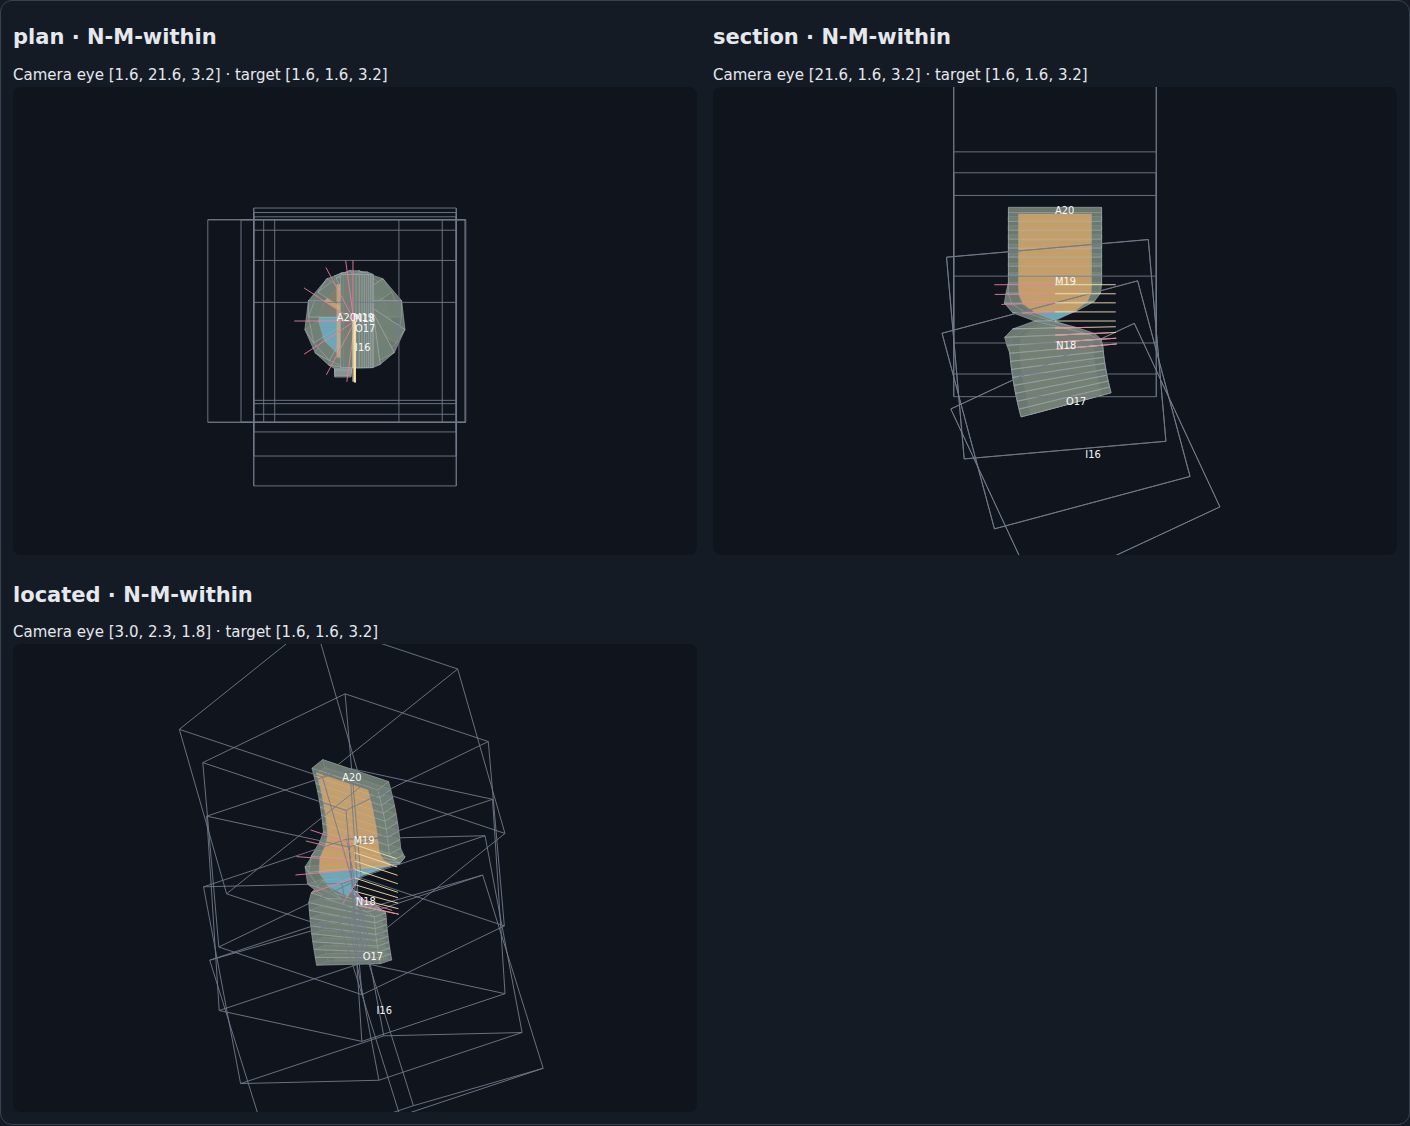 plan · N-M-within
Camera eye [1.6, 21.6, 3.2] · target [1.6, 1.6, 3.2]
O17
I16
section · N-M-within
Camera eye [21.6, 1.6, 3.2] · target [1.6, 1.6, 3.2]
A20
M19
N18
O17
I16
located · N-M-within
Camera eye [3.0, 2.3, 1.8] · target [1.6, 1.6, 3.2]
A20
M19
N18
O17
I16